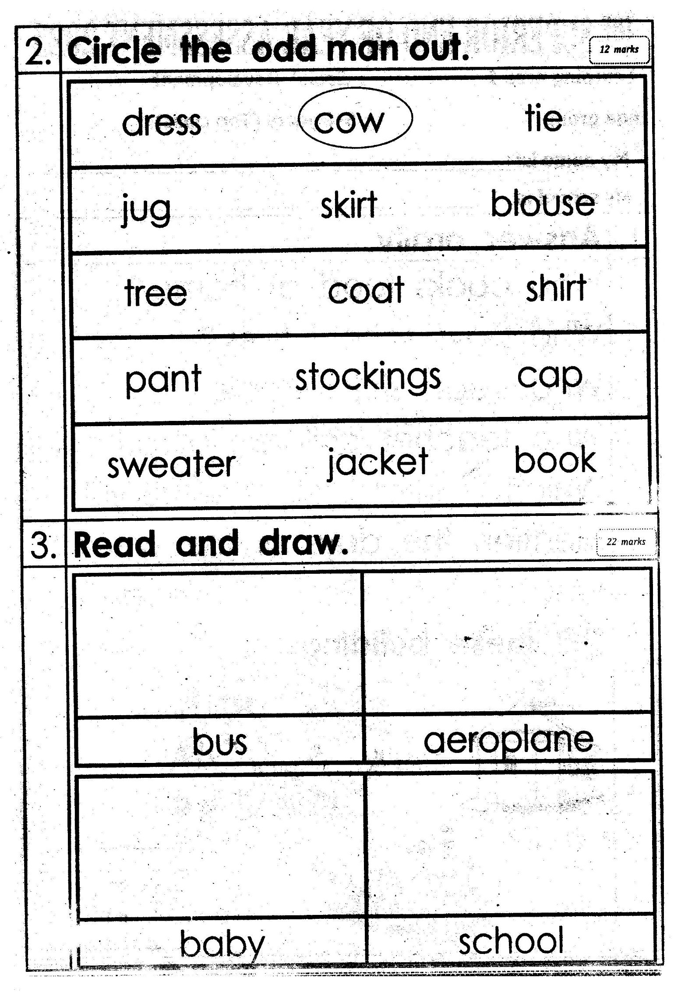 2. Circle the odd man out. 12 marks
dress cow tie
jug skirt blouse
tree coat shirt
pant stockings cap
sweater jacket book
3. Read and draw. 22 marks
bus aeroplane
baby school